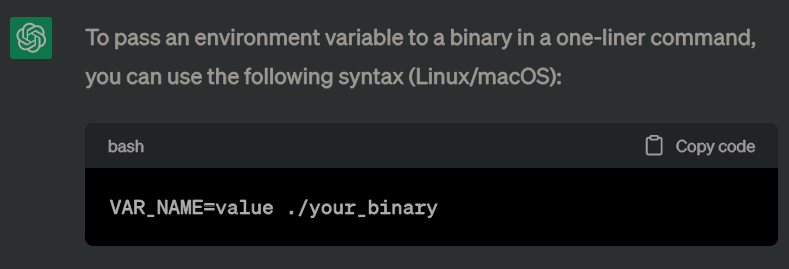 To pass an environment variable to a binary in a one-liner command,
you can use the following syntax (Linux/macOS):
bash Copy code
VAR_NAME=value ./your_binary